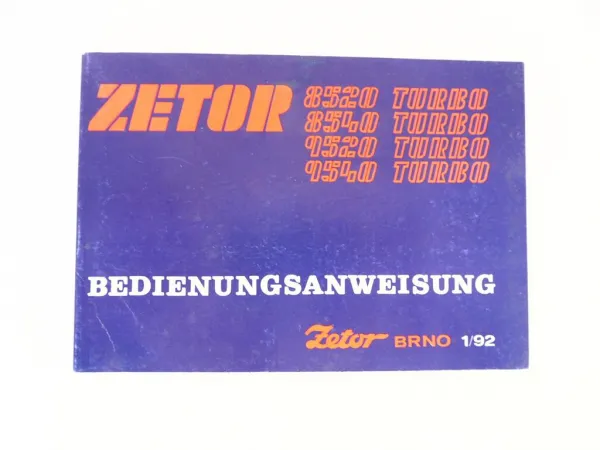 ZETOR 8520 TURBO
8540 TURBO
9520 TURBO
9540 TURBO
BEDIENUNGSANWEISUNG
Zetor BRNO 1/92